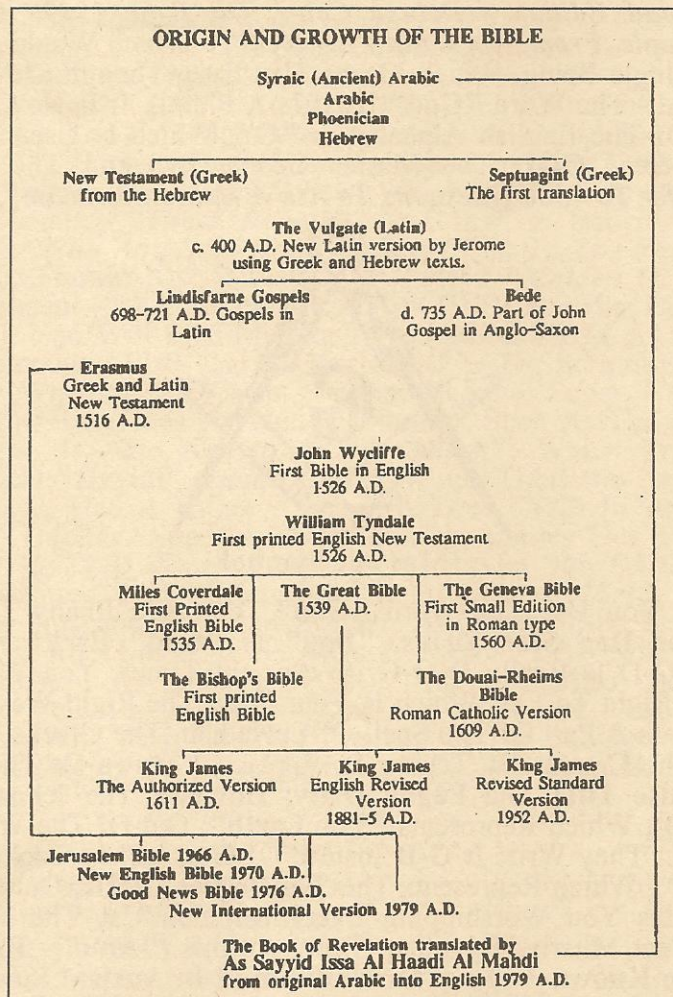 ORIGIN AND GROWTH OF THE BIBLE
Syraic (Ancient) Arabic
Arabic
Phoenician
Hebrew
New Testament (Greek)
from the Hebrew
Septuagint (Greek)
The first translation
The Vulgate (Latin)
c. 400 A.D. New Latin version by Jerome
using Greek and Hebrew texts.
Lindisfarne Gospels
698-721 A.D. Gospels in
Latin
Bede
d. 735 A.D. Part of John
Gospel in Anglo-Saxon
Erasmus
Greek and Latin
New Testament
1516 A.D.
John Wycliffe
First Bible in English
1526 A.D.
William Tyndale
First printed English New Testament
1526 A.D.
Miles Coverdale
First Printed
English Bible
1535 A.D.
The Great Bible
1539 A.D.
The Geneva Bible
First Small Edition
in Roman type
1560 A.D.
The Bishop's Bible
First printed
English Bible
The Douai-Rheims
Bible
Roman Catholic Version
1609 A.D.
King James
The Authorized Version
1611 A.D.
King James
English Revised
Version
1881-5 A.D.
King James
Revised Standard
Version
1952 A.D.
Jerusalem Bible 1966 A.D.
New English Bible 1970 A.D.
Good News Bible 1976 A.D.
New International Version 1979 A.D.
The Book of Revelation translated by
As Sayyid Issa Al Haadi Al Mahdi
from original Arabic into English 1979 A.D.